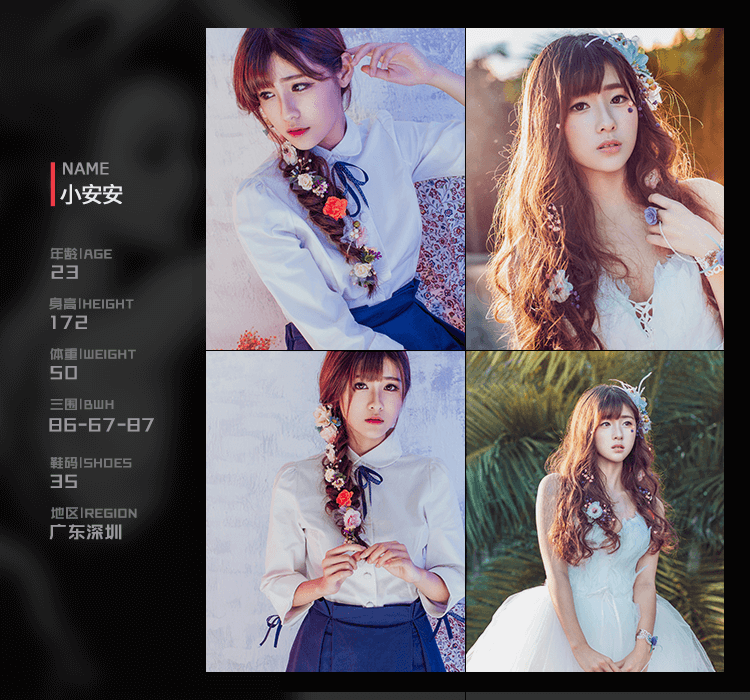 NAME
小安安
年龄|AGE
23
身高|HEIGHT
172
体重|WEIGHT
50
三围|BWH
86-67-87
鞋码|SHOES
35
地区|REGION
广东深圳